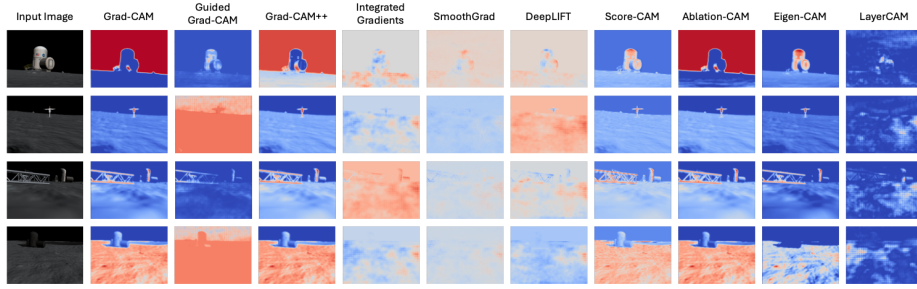 Input Image
Grad-CAM
Guided
Grad-CAM
Grad-CAM++
Integrated
Gradients
SmoothGrad
DeepLIFT
Score-CAM
Ablation-CAM
Eigen-CAM
LayerCAM